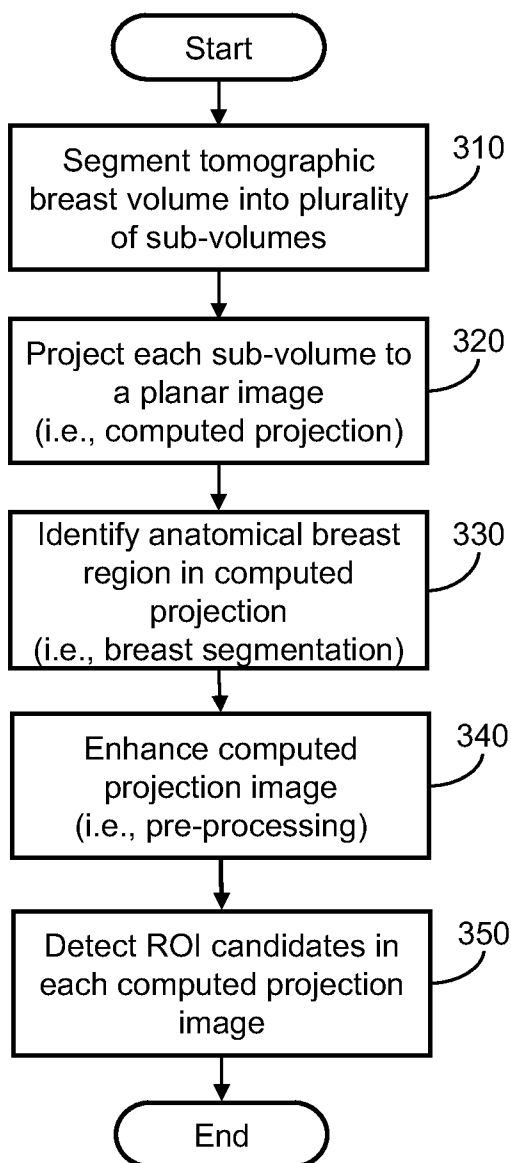 Start
Segment tomographic
breast volume into plurality
of sub-volumes
310
Project each sub-volume to
a planar image
(i.e., computed projection)
320
Identify anatomical breast
region in computed
projection
(i.e., breast segmentation)
330
Enhance computed
projection image
(i.e., pre-processing)
340
Detect ROI candidates in
each computed projection
image
350
End